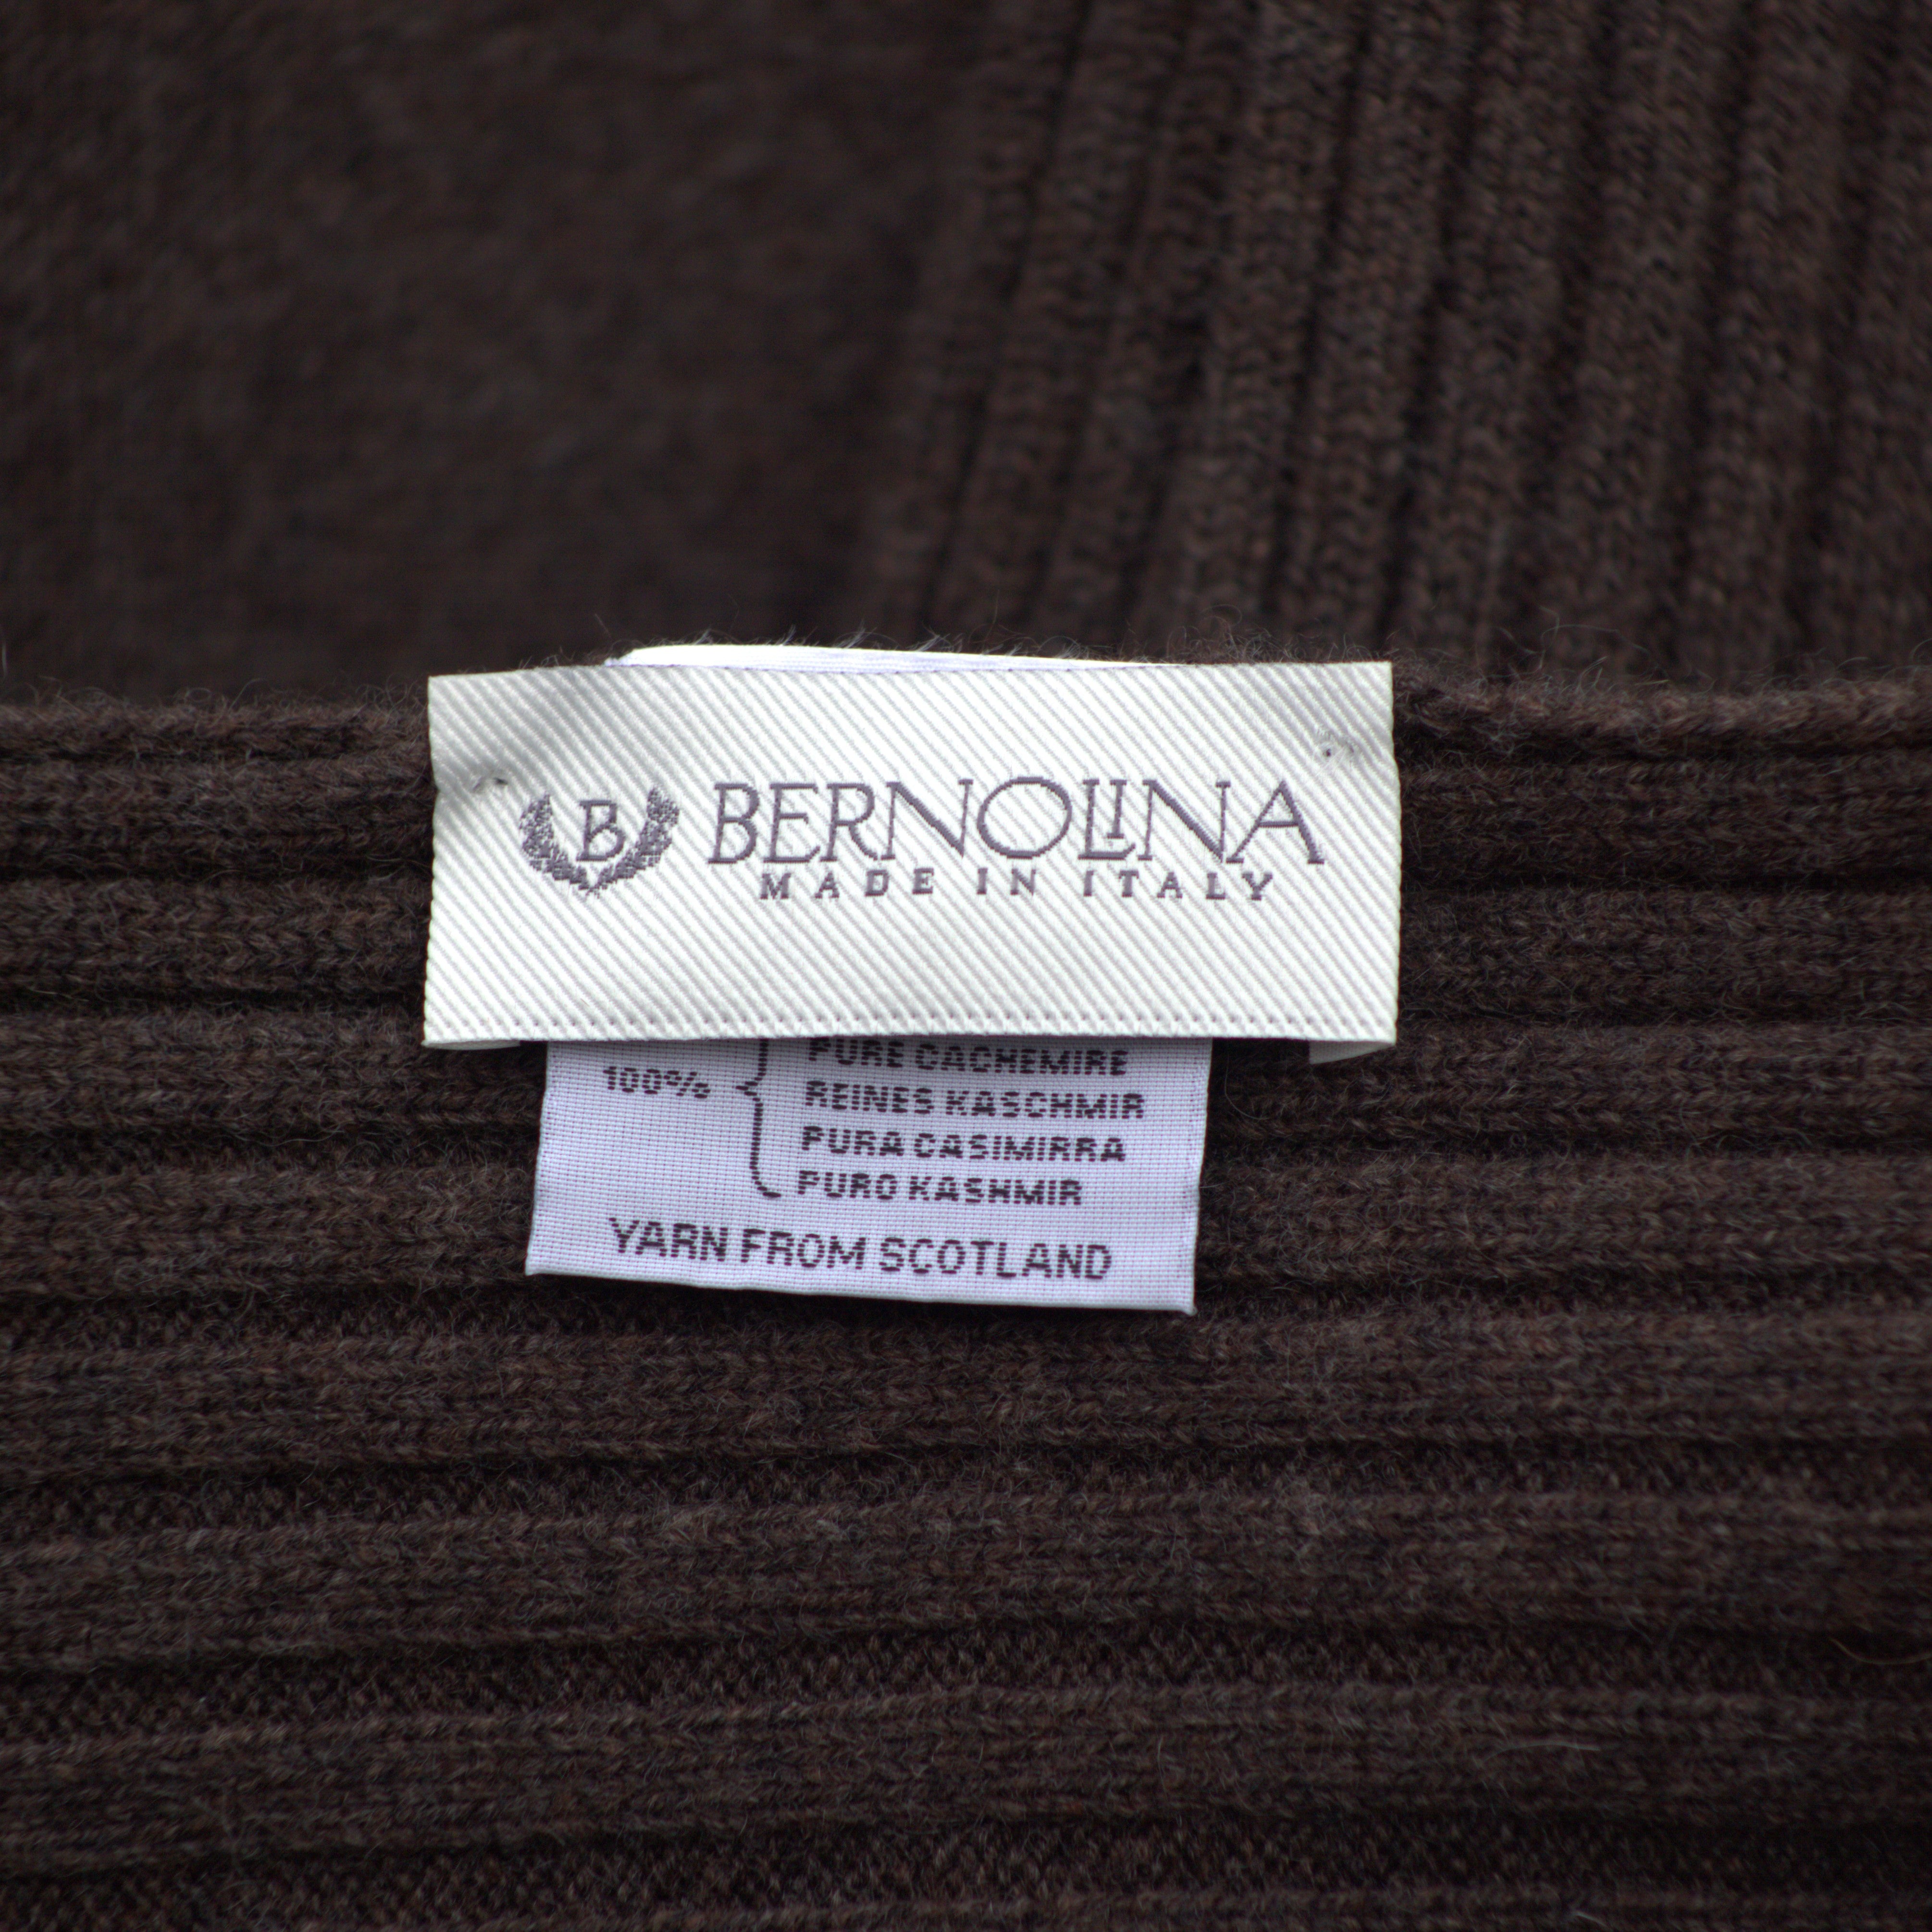 B BERNOLINA
MADE IN ITALY
PURE CACHEMIRE
100% REINES KASCHMIR
PURA CASIMIRRA
PURO KASHMIR
YARN FROM SCOTLAND